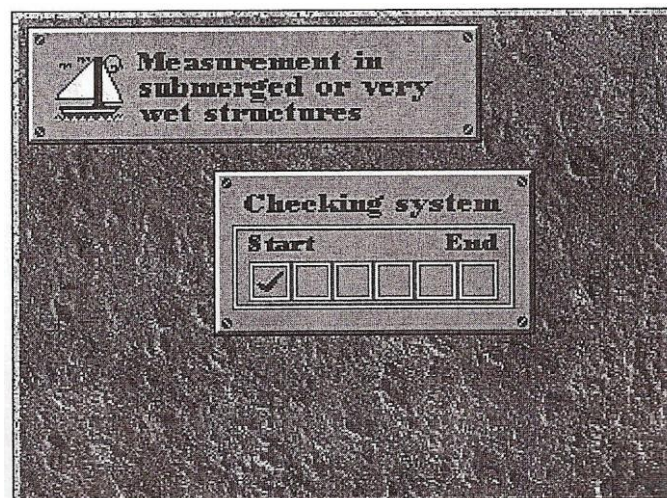 Measurement in
submerged or very
wet structures
Checking system
Start End